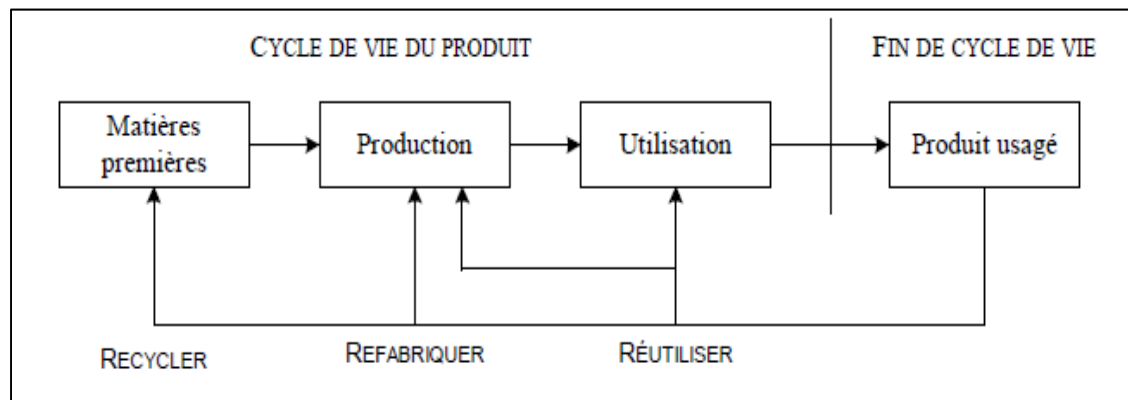 CYCLE DE VIE DU PRODUIT
FIN DE CYCLE DE VIE
Matières
premières
Production
Utilisation
Produit usagé
RECYCLER
REFABRIQUER
RÉUTILISER